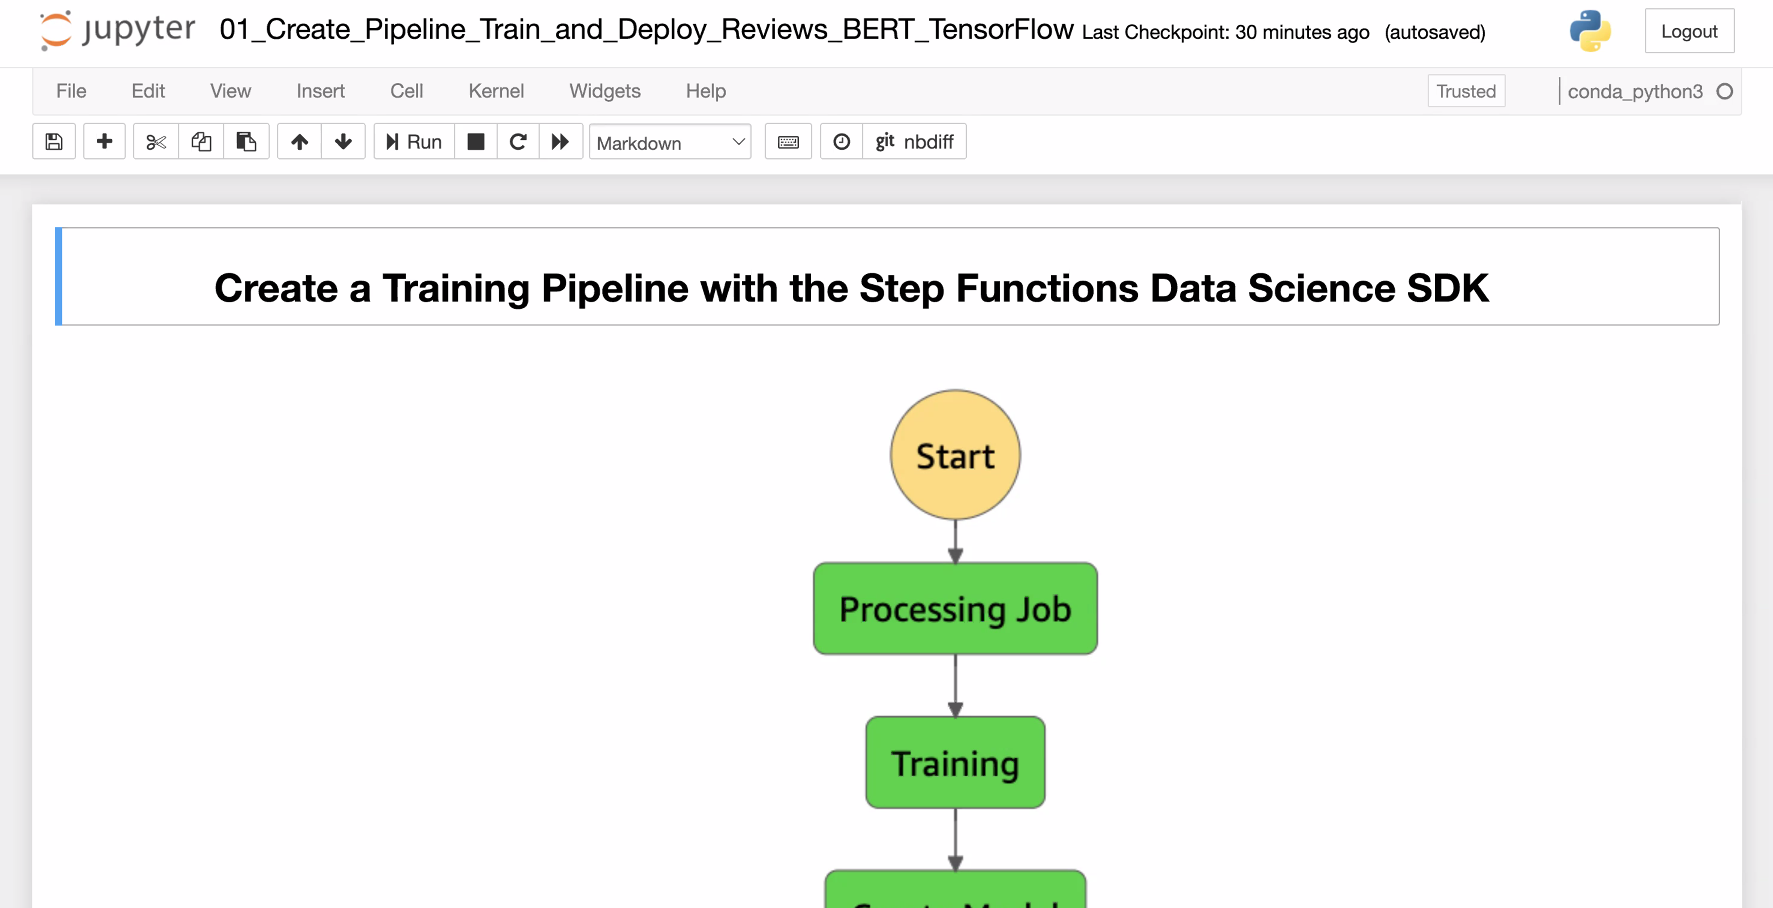 jupyter 01_Create_Pipeline_Train_and_Deploy_Reviews_BERT_TensorFlow Last Checkpoint: 30 minutes ago (autosaved) Logout
File Edit View Insert Cell Kernel Widgets Help Trusted conda_python3
Run Markdown git nbdiff
Create a Training Pipeline with the Step Functions Data Science SDK
Start
Processing Job
Training